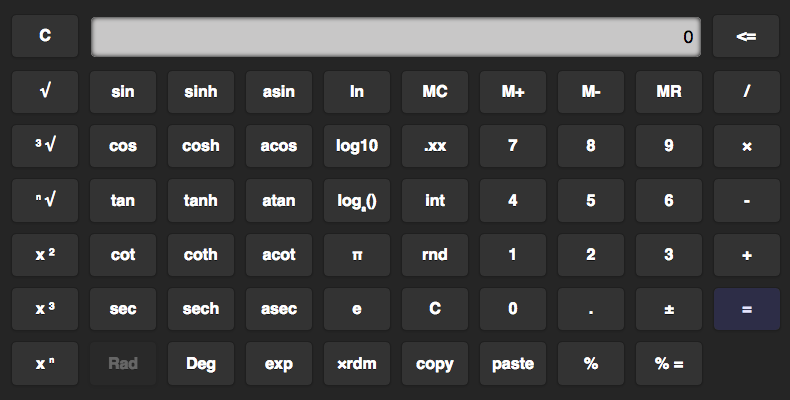 C 0 <=
√ sin sinh asin ln MC M+ M- MR /
³√ cos cosh acos log10 .xx 7 8 9 ×
ⁿ√ tan tanh atan logₐ() int 4 5 6 -
x ² cot coth acot π rnd 1 2 3 +
x ³ sec sech asec e C 0 . ± =
x ⁿ Rad Deg exp ×rdm copy paste % % =